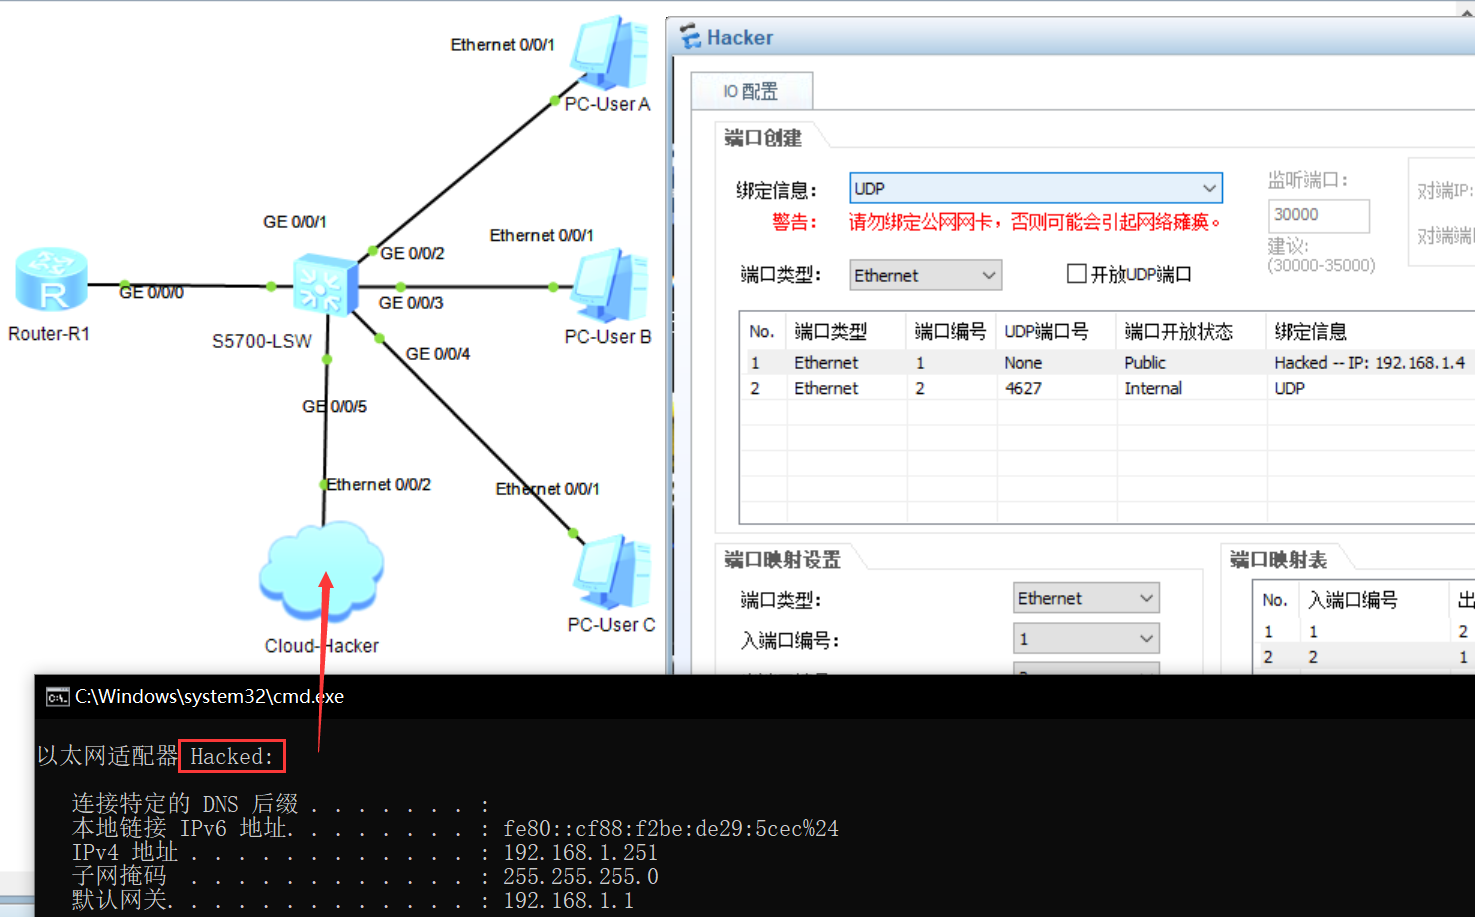 Ethernet 0/0/1
PC-User A
GE 0/0/1
GE 0/0/2
Ethernet 0/0/1
GE 0/0/0
GE 0/0/3
Router-R1
S5700-LSW
PC-User B
GE 0/0/4
GE 0/0/5
Ethernet 0/0/2
Ethernet 0/0/1
PC-User C
Cloud-Hacker
Hacker
IO 配置
端口创建
绑定信息: UDP
警告: 请勿绑定公网网卡，否则可能会引起网络瘫痪。
端口类型: Ethernet 开放UDP端口
监听端口:
30000
建议:
(30000-35000)
对端IP:
对端端
No. 端口类型 端口编号 UDP端口号 端口开放状态 绑定信息
1 Ethernet 1 None Public Hacked -- IP: 192.168.1.4
2 Ethernet 2 4627 Internal UDP
端口映射设置
端口类型: Ethernet
入端口编号: 1
端口映射表
No. 入端口编号 出
1 1 2
2 2 1
C:\Windows\system32\cmd.exe
以太网适配器 Hacked:
连接特定的 DNS 后缀 . . . . . . . :
本地链接 IPv6 地址. . . . . . . . : fe80::cf88:f2be:de29:5cec%24
IPv4 地址 . . . . . . . . . . . . : 192.168.1.251
子网掩码 . . . . . . . . . . . . : 255.255.255.0
默认网关. . . . . . . . . . . . . : 192.168.1.1